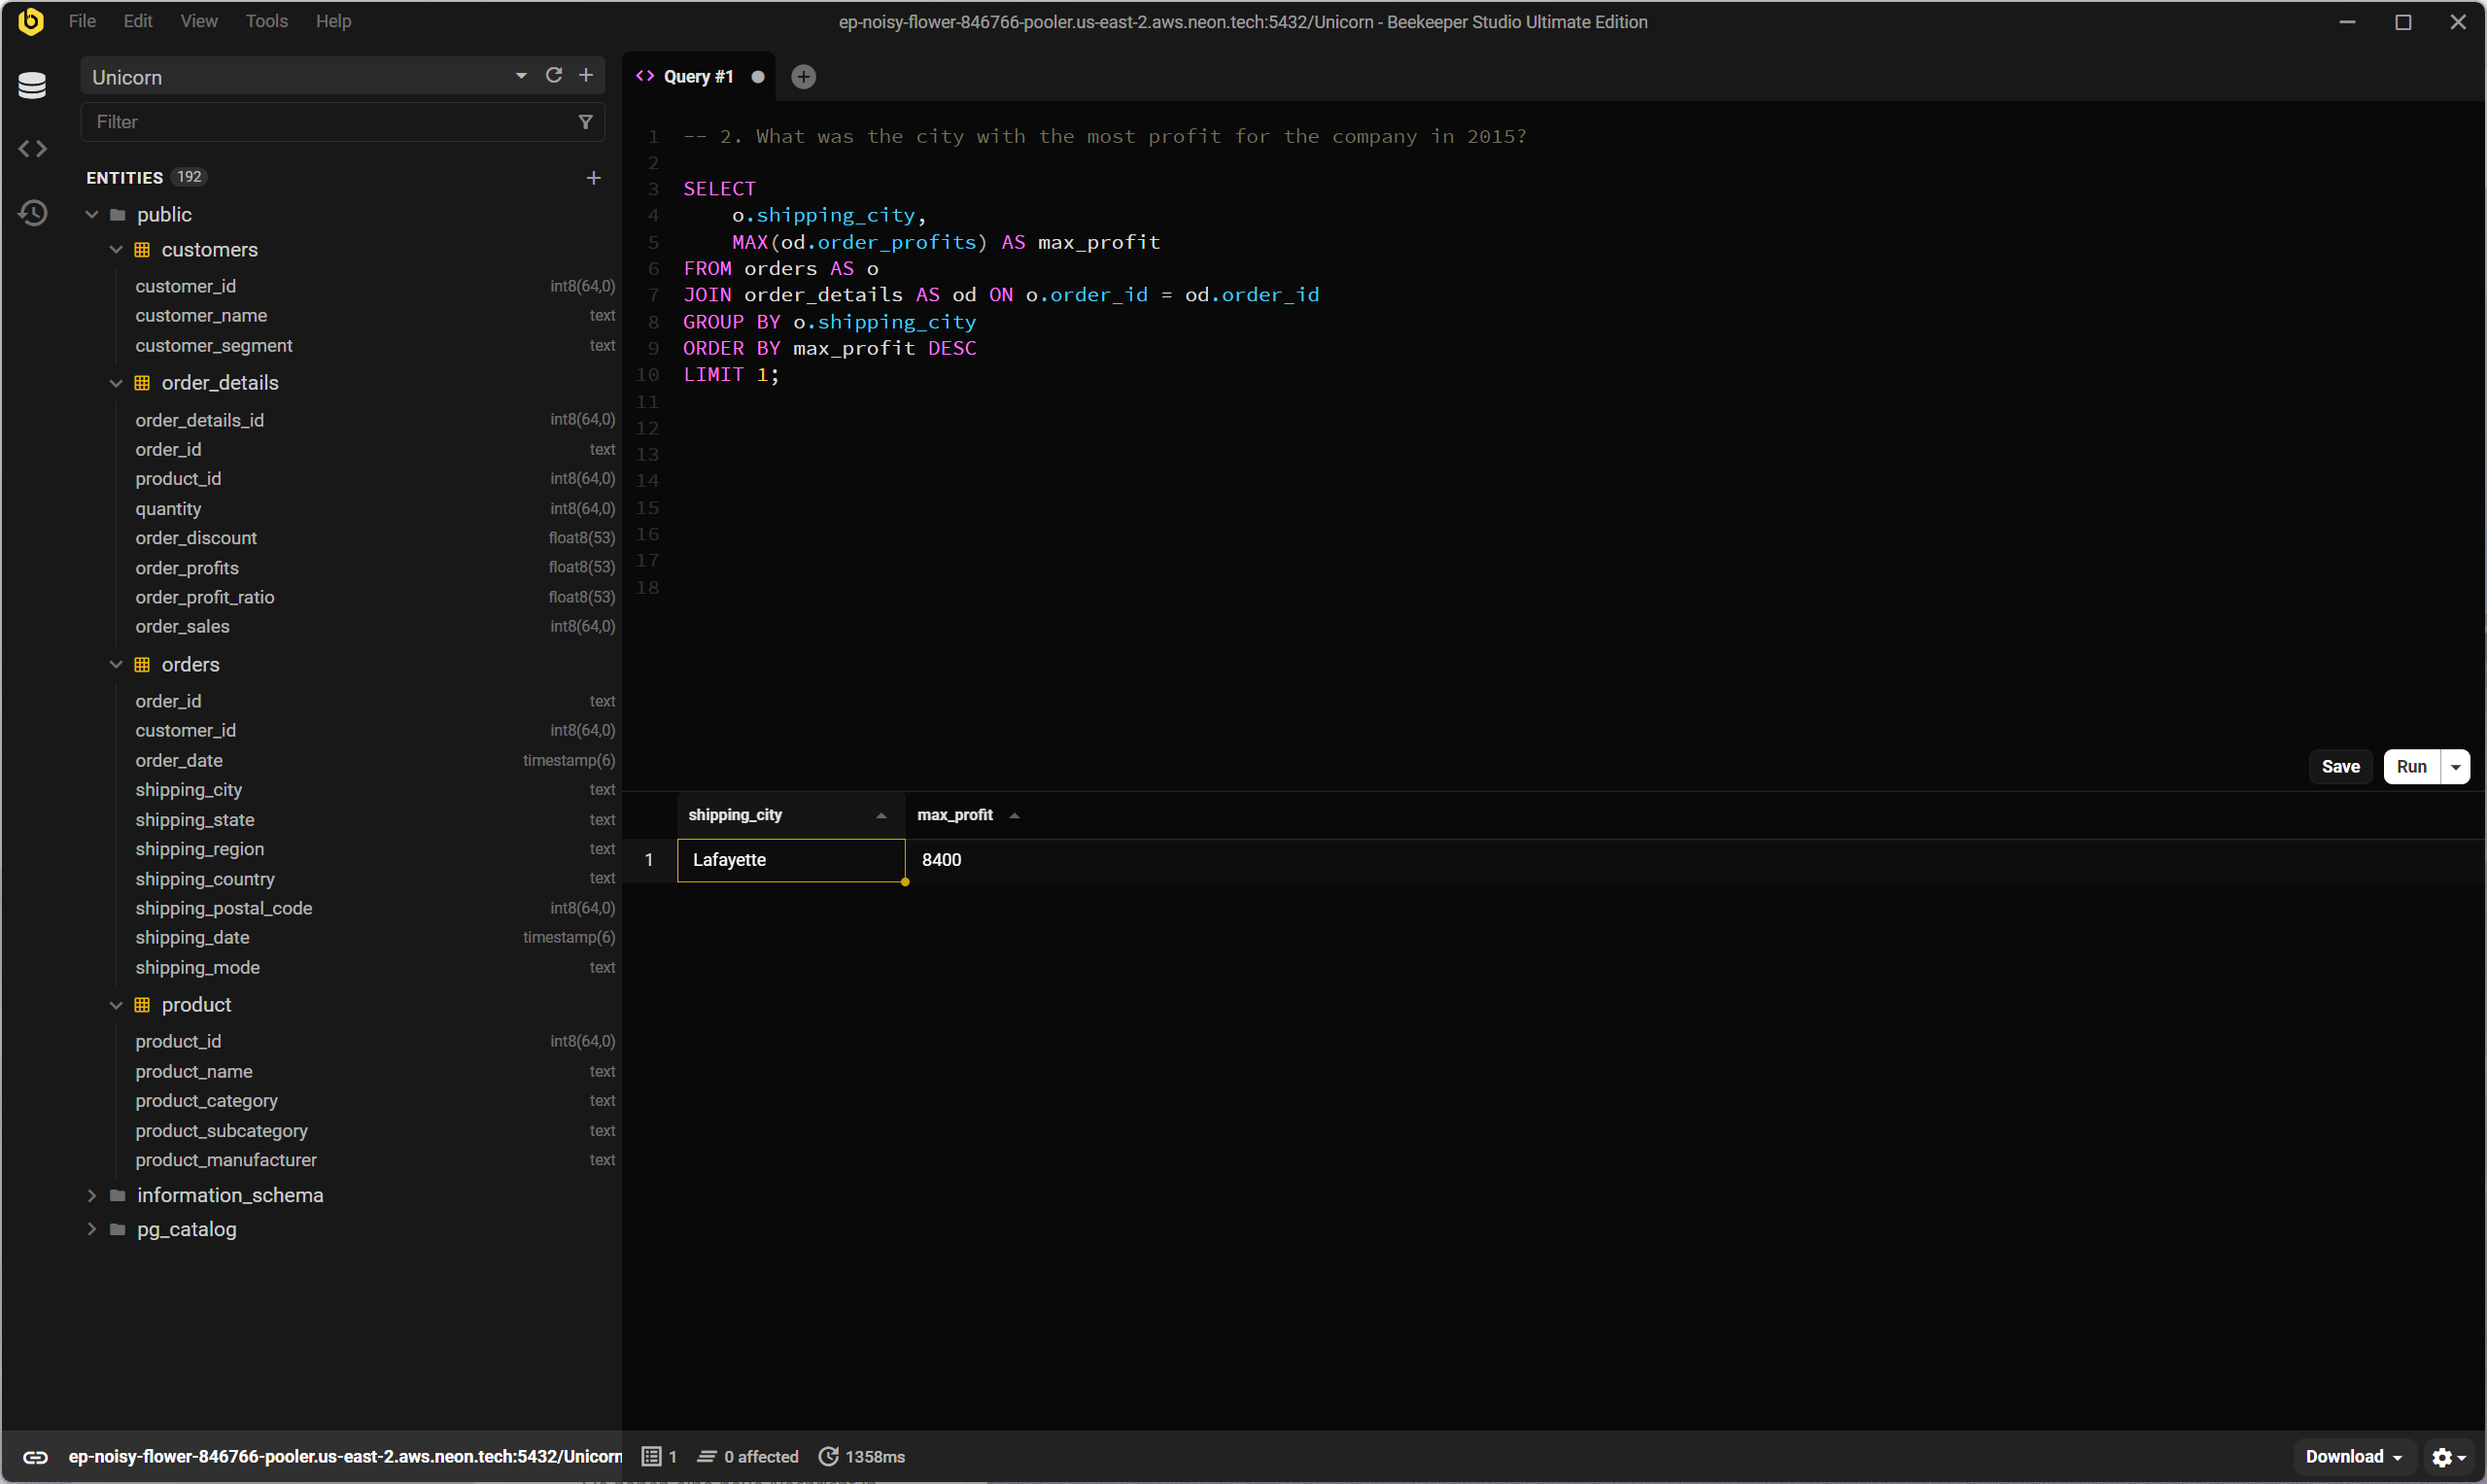 File Edit View Tools Help
ep-noisy-flower-846766-pooler.us-east-2.aws.neon.tech:5432/Unicorn - Beekeeper Studio Ultimate Edition
Unicorn
Filter
ENTITIES 192
public
customers
customer_id int8(64,0)
customer_name text
customer_segment text
order_details
order_details_id int8(64,0)
order_id text
product_id int8(64,0)
quantity int8(64,0)
order_discount float8(53)
order_profits float8(53)
order_profit_ratio float8(53)
order_sales int8(64,0)
orders
order_id text
customer_id int8(64,0)
order_date timestamp(6)
shipping_city text
shipping_state text
shipping_region text
shipping_country text
shipping_postal_code int8(64,0)
shipping_date timestamp(6)
shipping_mode text
product
product_id int8(64,0)
product_name text
product_category text
product_subcategory text
product_manufacturer text
information_schema
pg_catalog
ep-noisy-flower-846766-pooler.us-east-2.aws.neon.tech:5432/Unicorn
Query #1
1 -- 2. What was the city with the most profit for the company in 2015?
2
3 SELECT
4 o.shipping_city,
5 MAX(od.order_profits) AS max_profit
6 FROM orders AS o
7 JOIN order_details AS od ON o.order_id = od.order_id
8 GROUP BY o.shipping_city
9 ORDER BY max_profit DESC
10 LIMIT 1;
11
12
13
14
15
16
17
18
Save Run
shipping_city max_profit
1 Lafayette 8400
1 0 affected 1358ms
Download